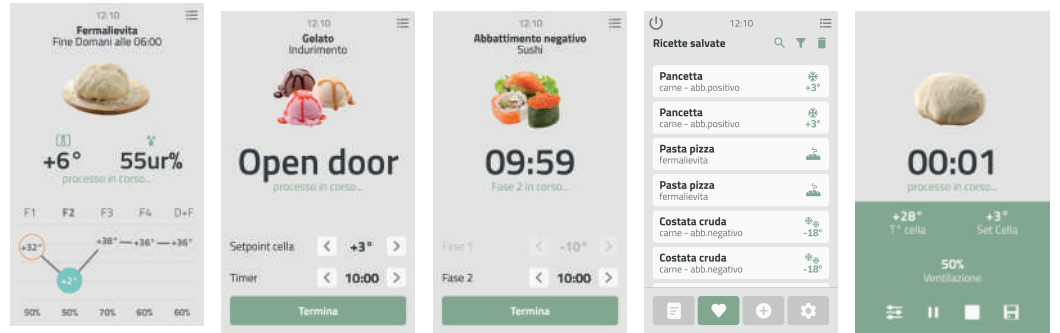 12:10
Fermalievita
Fine Domani alle 06:00
+6° 55ur%
processo in corso...
F1 F2 F3 F4 D+F
+32° +2° +38° +36° +36°
50% 50% 70% 60% 60%
12:10
Gelato
Indurimento
Open door
processo in corso...
Setpoint cella < +3° >
Timer < 10:00 >
Termina
12:10
Abbattimento negativo
Sushi
09:59
Fase 2 in corso...
Fase 1 < -10° >
Fase 2 < 10:00 >
Termina
12:10
Ricette salvate
Pancetta
carne - abb.positivo
+3°
Pancetta
carne - abb.positivo
+3°
Pasta pizza
fermalievita
Pasta pizza
fermalievita
Costata cruda
carne - abb.negativo
-18°
Costata cruda
carne - abb.negativo
-18°
00:01
processo in corso...
+28° +3°
T° cella Set Cella
50%
Ventilazione